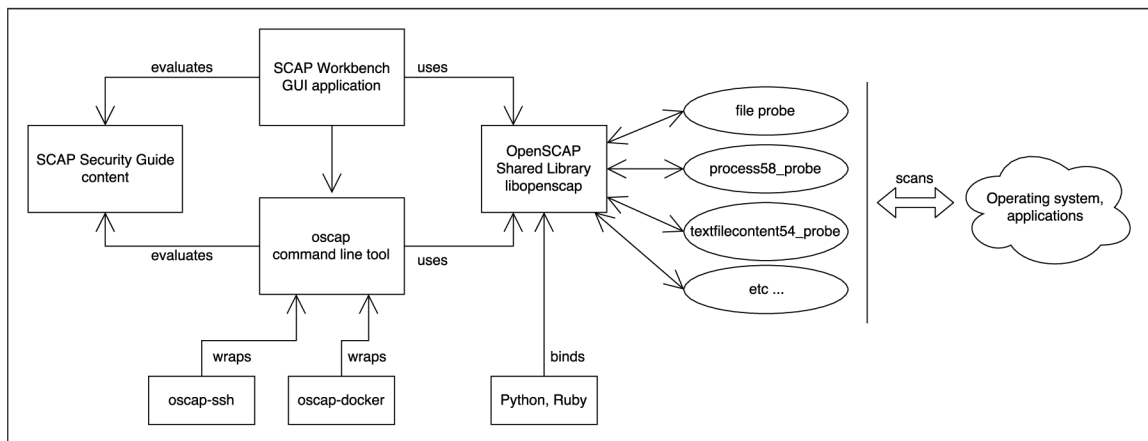 evaluates
SCAP Workbench
GUI application
uses
file probe
SCAP Security Guide
content
OpenSCAP
Shared Library
libopenscap
process58_probe
scans
Operating system,
applications
textfilecontent54_probe
evaluates
oscap
command line tool
uses
etc ...
wraps
wraps
binds
oscap-ssh
oscap-docker
Python, Ruby